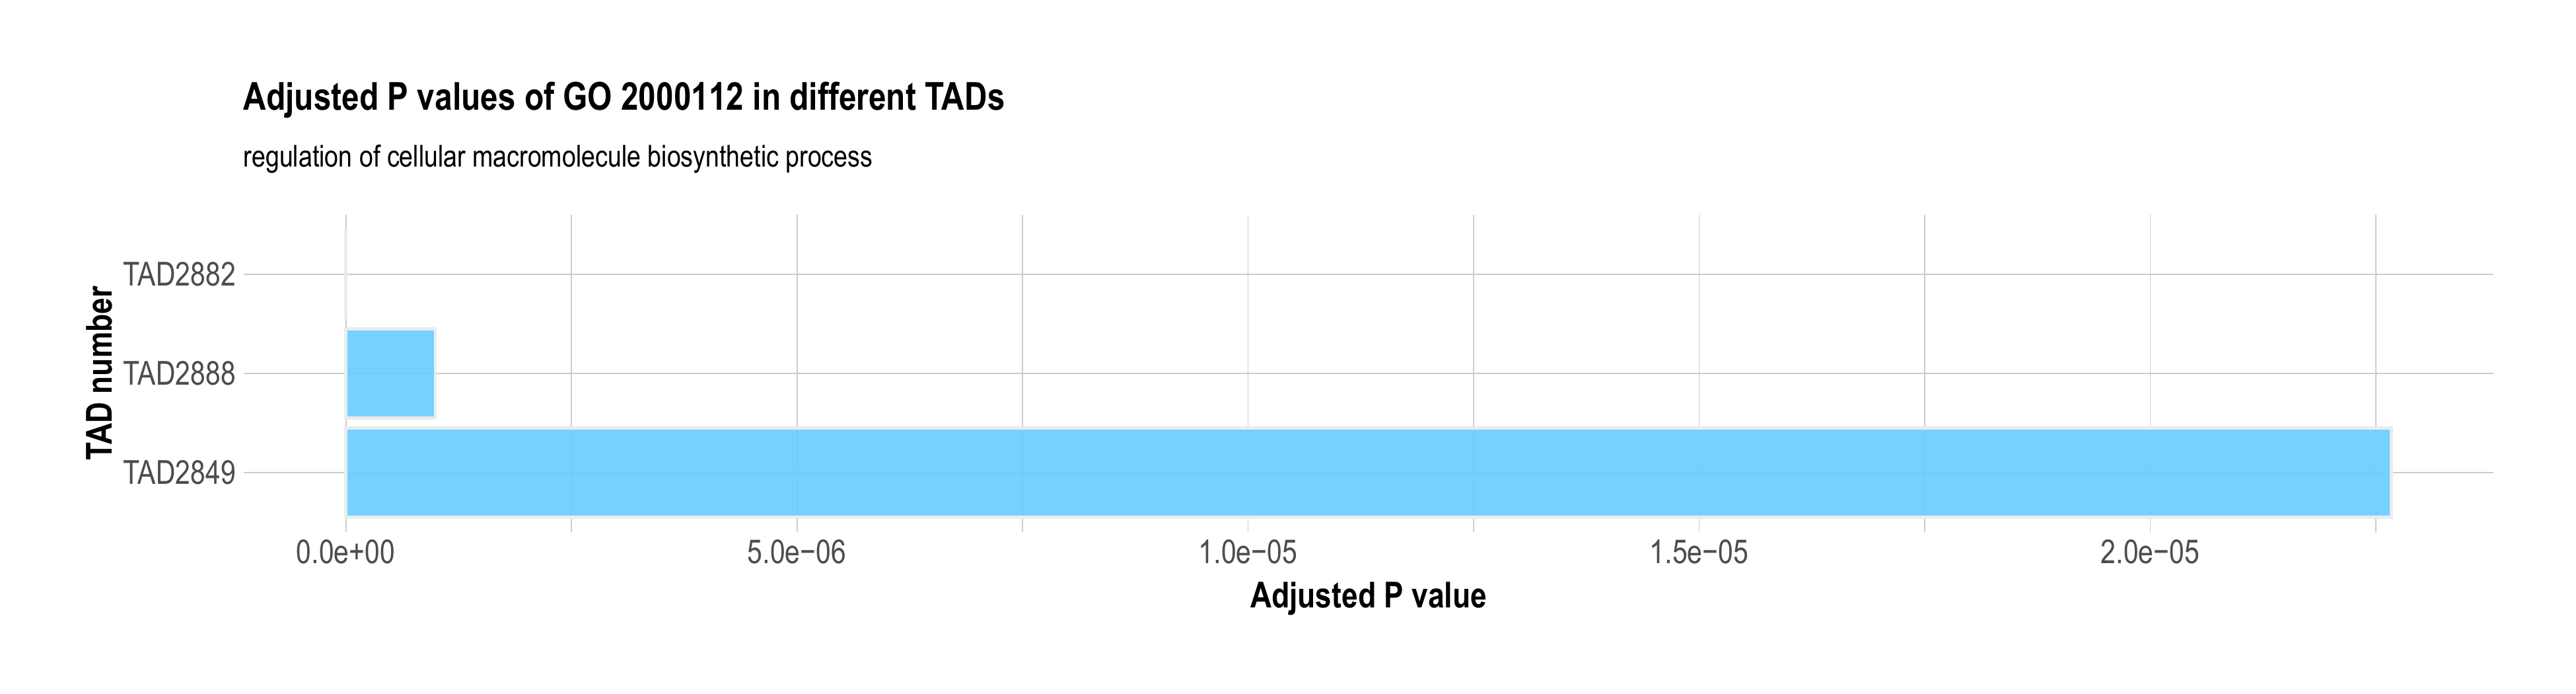 Adjusted P values of GO 2000112 in different TADs
regulation of cellular macromolecule biosynthetic process
TAD number
TAD2882
TAD2888
TAD2849
0.0e+00
5.0e−06
1.0e−05
1.5e−05
2.0e−05
Adjusted P value